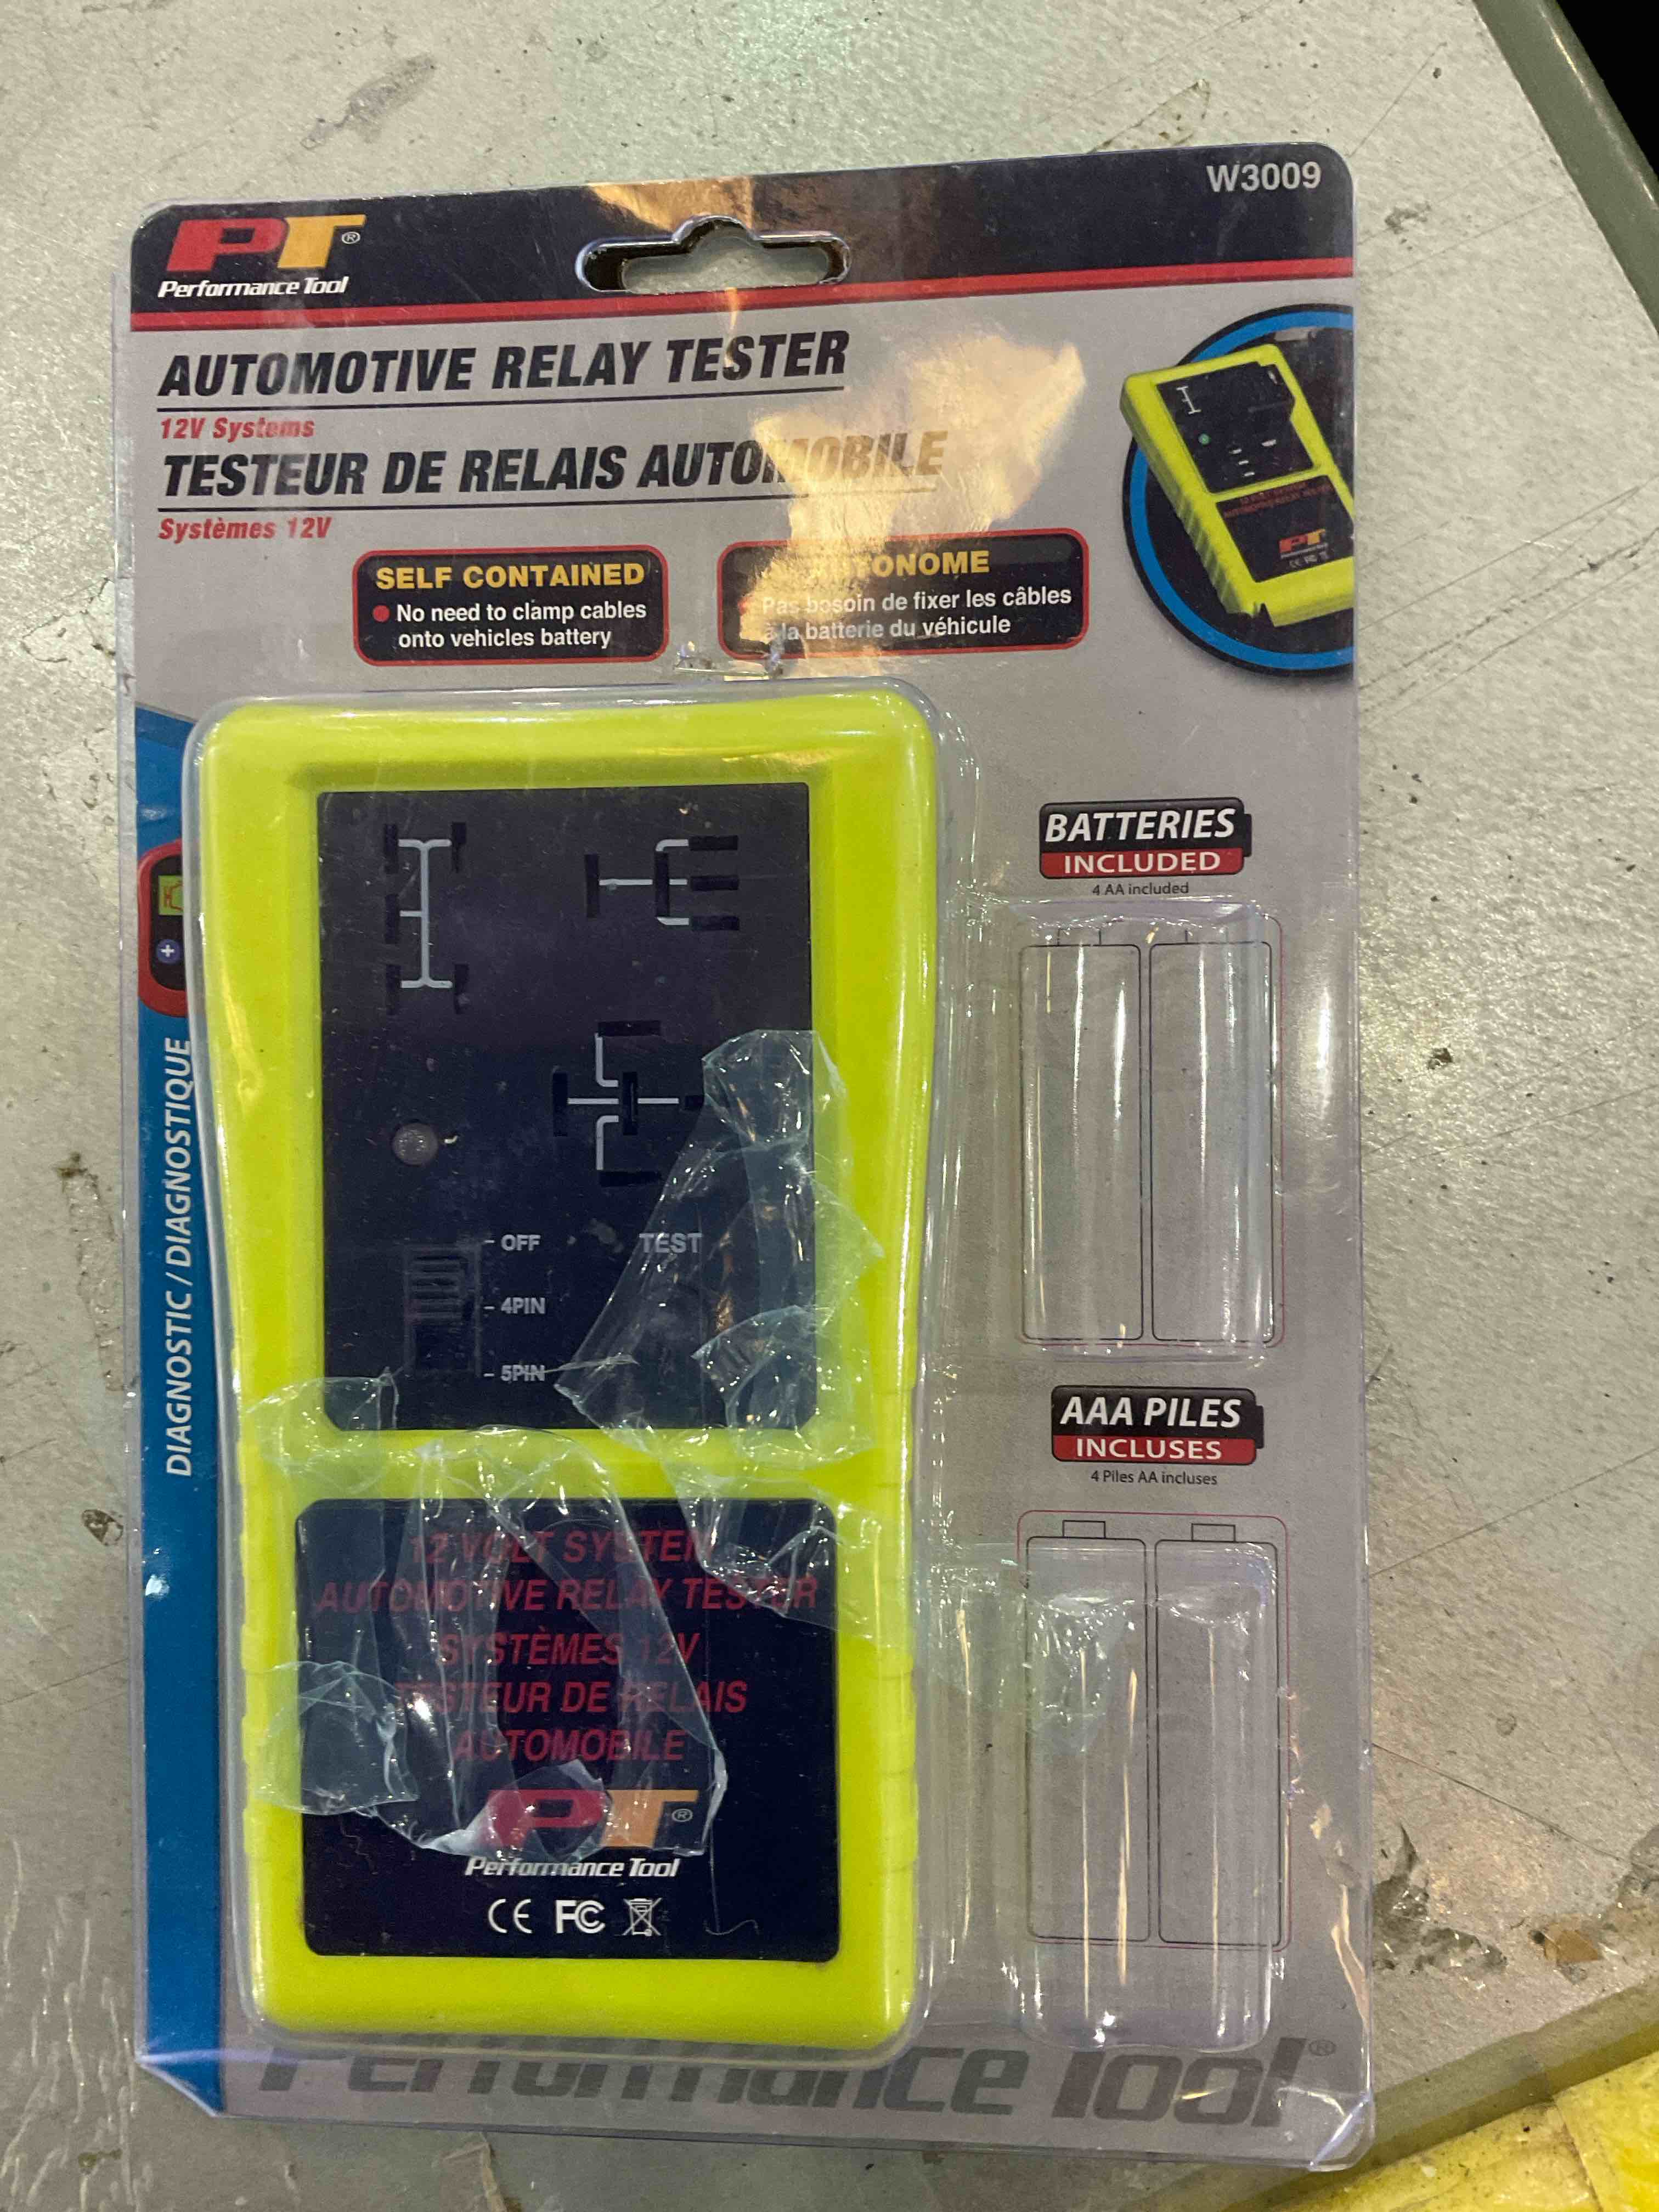 W3009
PT®
Performance Tool
AUTOMOTIVE RELAY TESTER
12V Systems
TESTEUR DE RELAIS AUTOMOBILE
Systèmes 12V
SELF CONTAINED
No need to clamp cables
onto vehicles battery
AUTONOME
Pas besoin de fixer les câbles
à la batterie du véhicule
BATTERIES
INCLUDED
4 AA included
DIAGNOSTIC / DIAGNOSTIQUE
OFF
4PIN
5PIN
TEST
AAA PILES
INCLUSES
4 Piles AA incluses
12 VOLT SYSTEM
AUTOMOTIVE RELAY TESTER
SYSTÈMES 12V
TESTEUR DE RELAIS
AUTOMOBILE
PT®
Performance Tool
CE FC
Performance Tool®